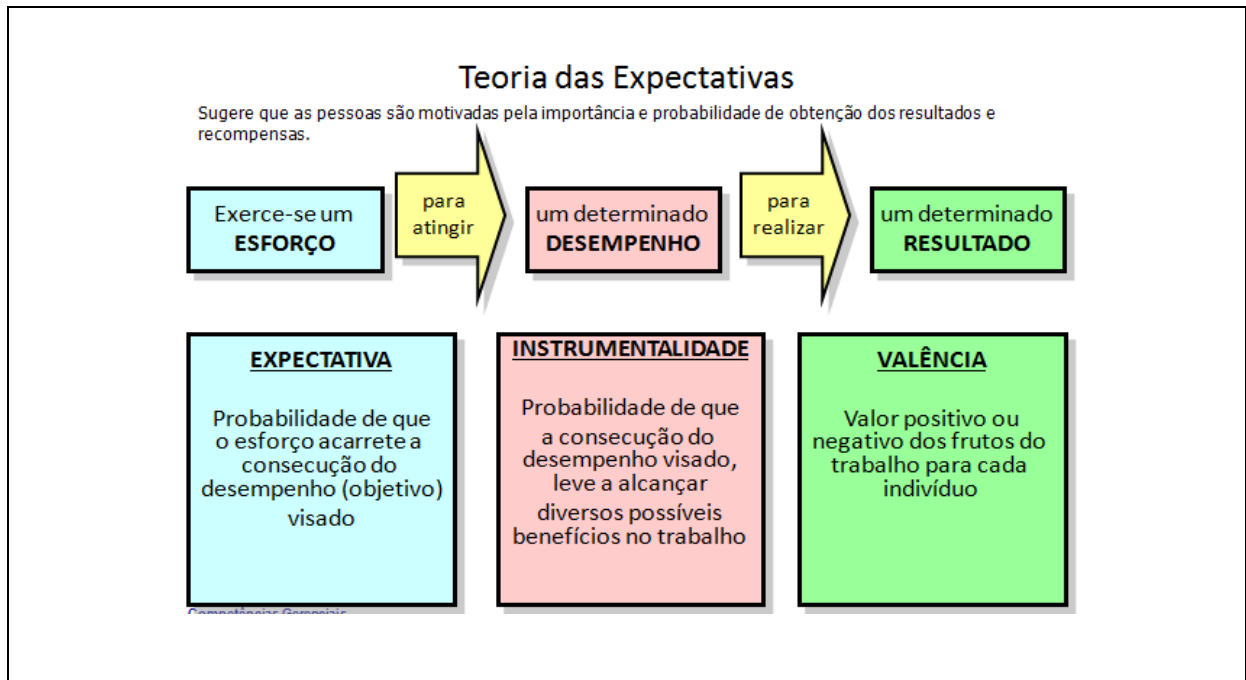 Teoria das Expectativas
Sugere que as pessoas são motivadas pela importância e probabilidade de obtenção dos resultados e
recompensas.
Exerce-se um
ESFORÇO
para
atingir
um determinado
DESEMPENHO
para
realizar
um determinado
RESULTADO
EXPECTATIVA
Probabilidade de que
o esforço acarrete a
consecução do
desempenho (objetivo)
visado
INSTRUMENTALIDADE
Probabilidade de que
a consecução do
desempenho visado,
leve a alcançar
diversos possíveis
benefícios no trabalho
VALÊNCIA
Valor positivo ou
negativo dos frutos do
trabalho para cada
indivíduo
Competências Gerenciais